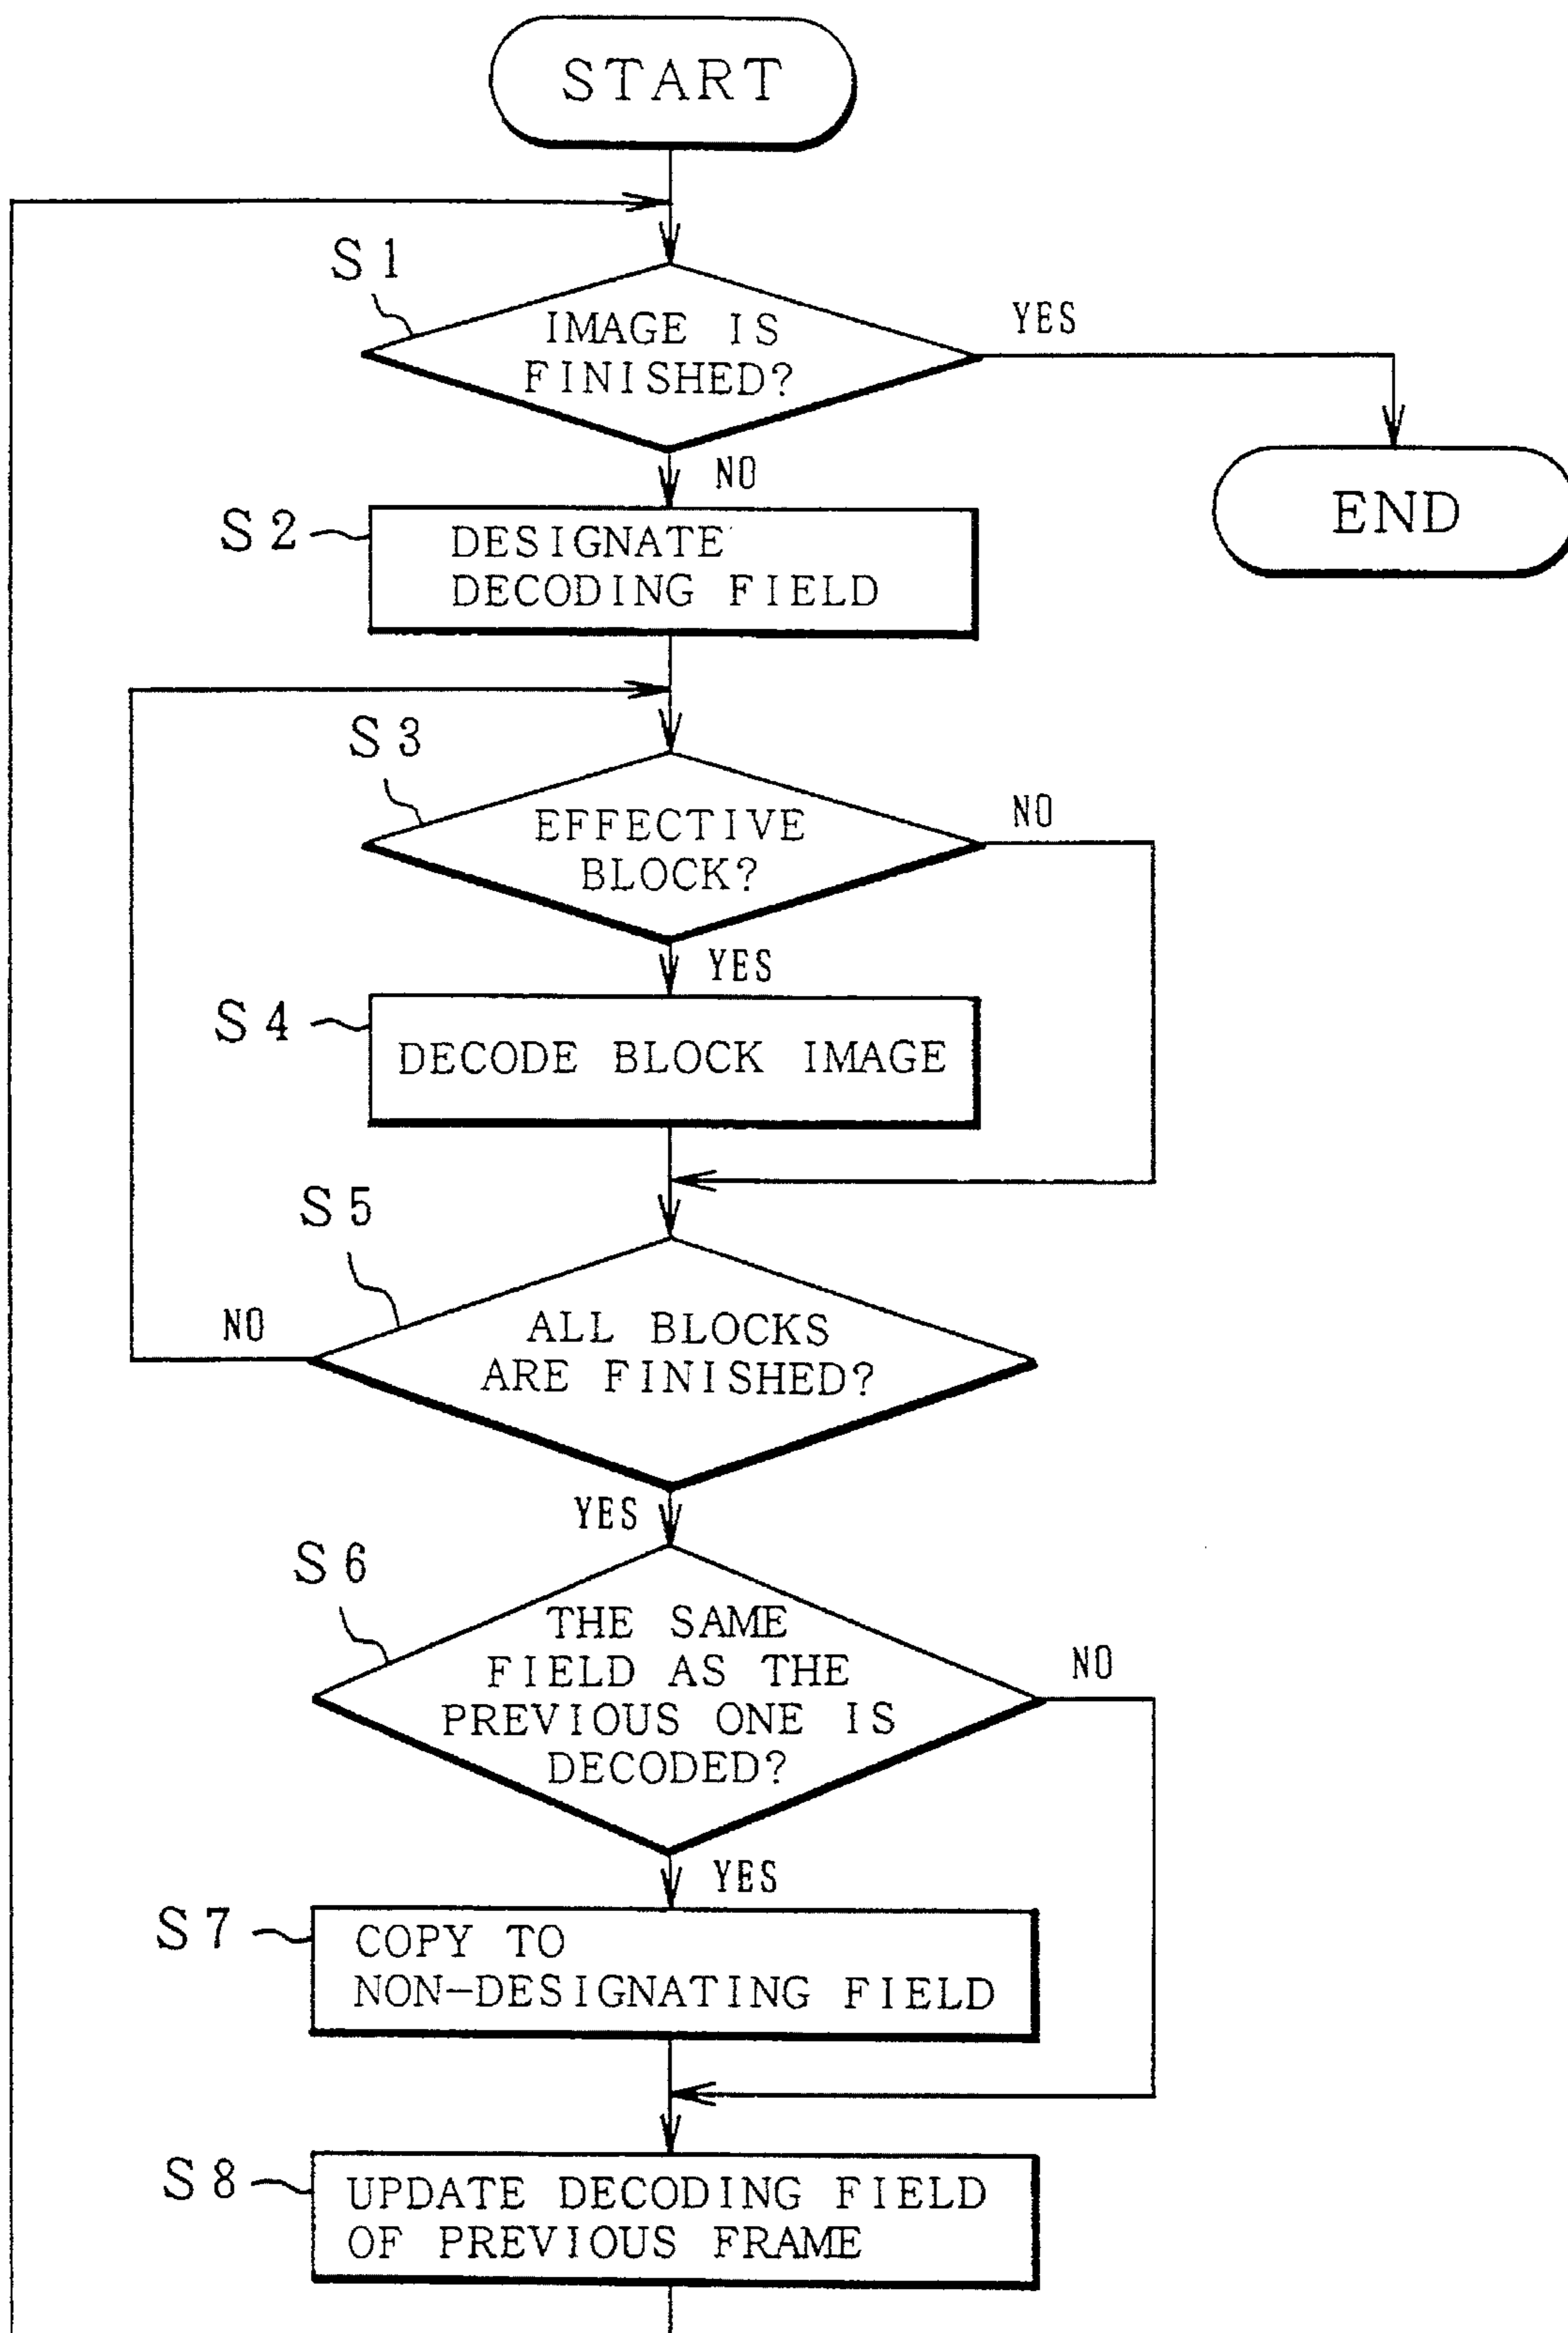 START
S1
IMAGE IS
FINISHED?
YES
NO
END
S2
DESIGNATE
DECODING FIELD
S3
EFFECTIVE
BLOCK?
NO
YES
S4
DECODE BLOCK IMAGE
S5
ALL BLOCKS
ARE FINISHED?
NO
YES
S6
THE SAME
FIELD AS THE
PREVIOUS ONE IS
DECODED?
NO
YES
S7
COPY TO
NON-DESIGNATING FIELD
S8
UPDATE DECODING FIELD
OF PREVIOUS FRAME